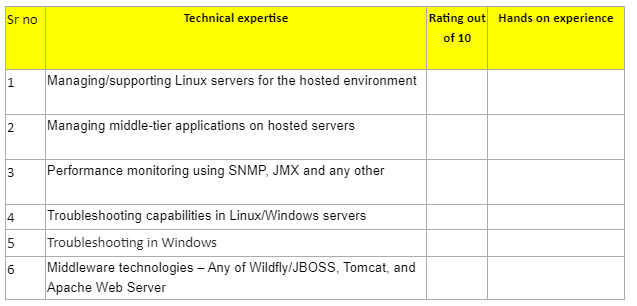 Sr no Technical expertise Rating out Hands on experience
of 10
1 Managing/supporting Linux servers for the hosted environment
2 Managing middle-tier applications on hosted servers
3 Performance monitoring using SNMP, JMX and any other
4 Troubleshooting capabilities in Linux/Windows servers
5 Troubleshooting in Windows
6 Middleware technologies – Any of Wildfly/JBOSS, Tomcat, and
Apache Web Server